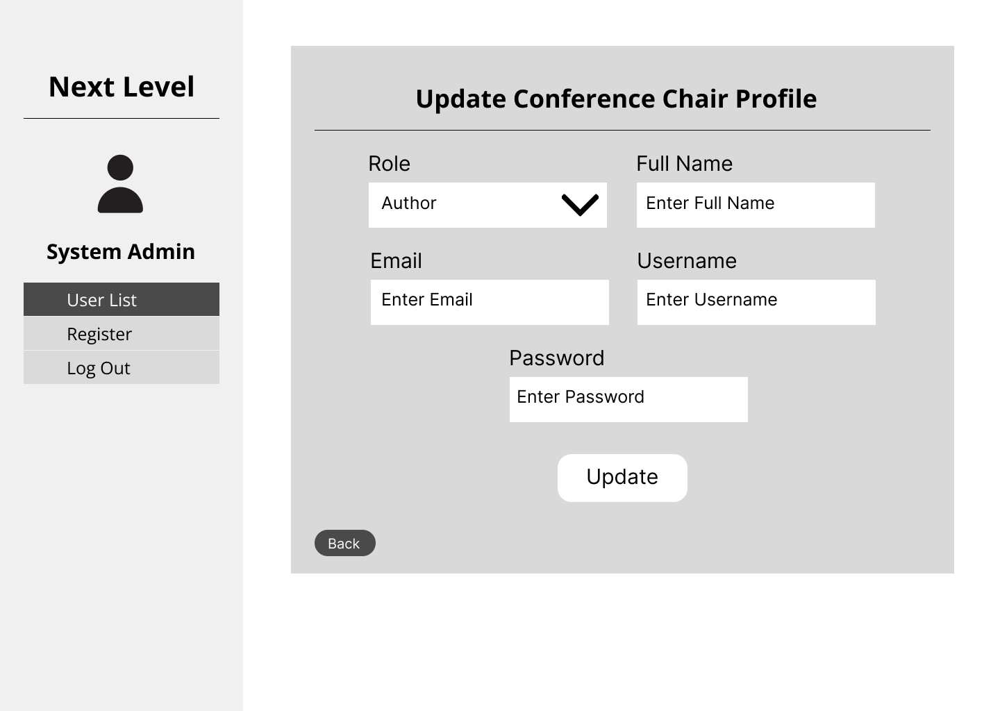 Next Level
System Admin
User List
Register
Log Out
Update Conference Chair Profile
Role
Full Name
Author
Enter Full Name
Email
Username
Enter Email
Enter Username
Password
Enter Password
Update
Back